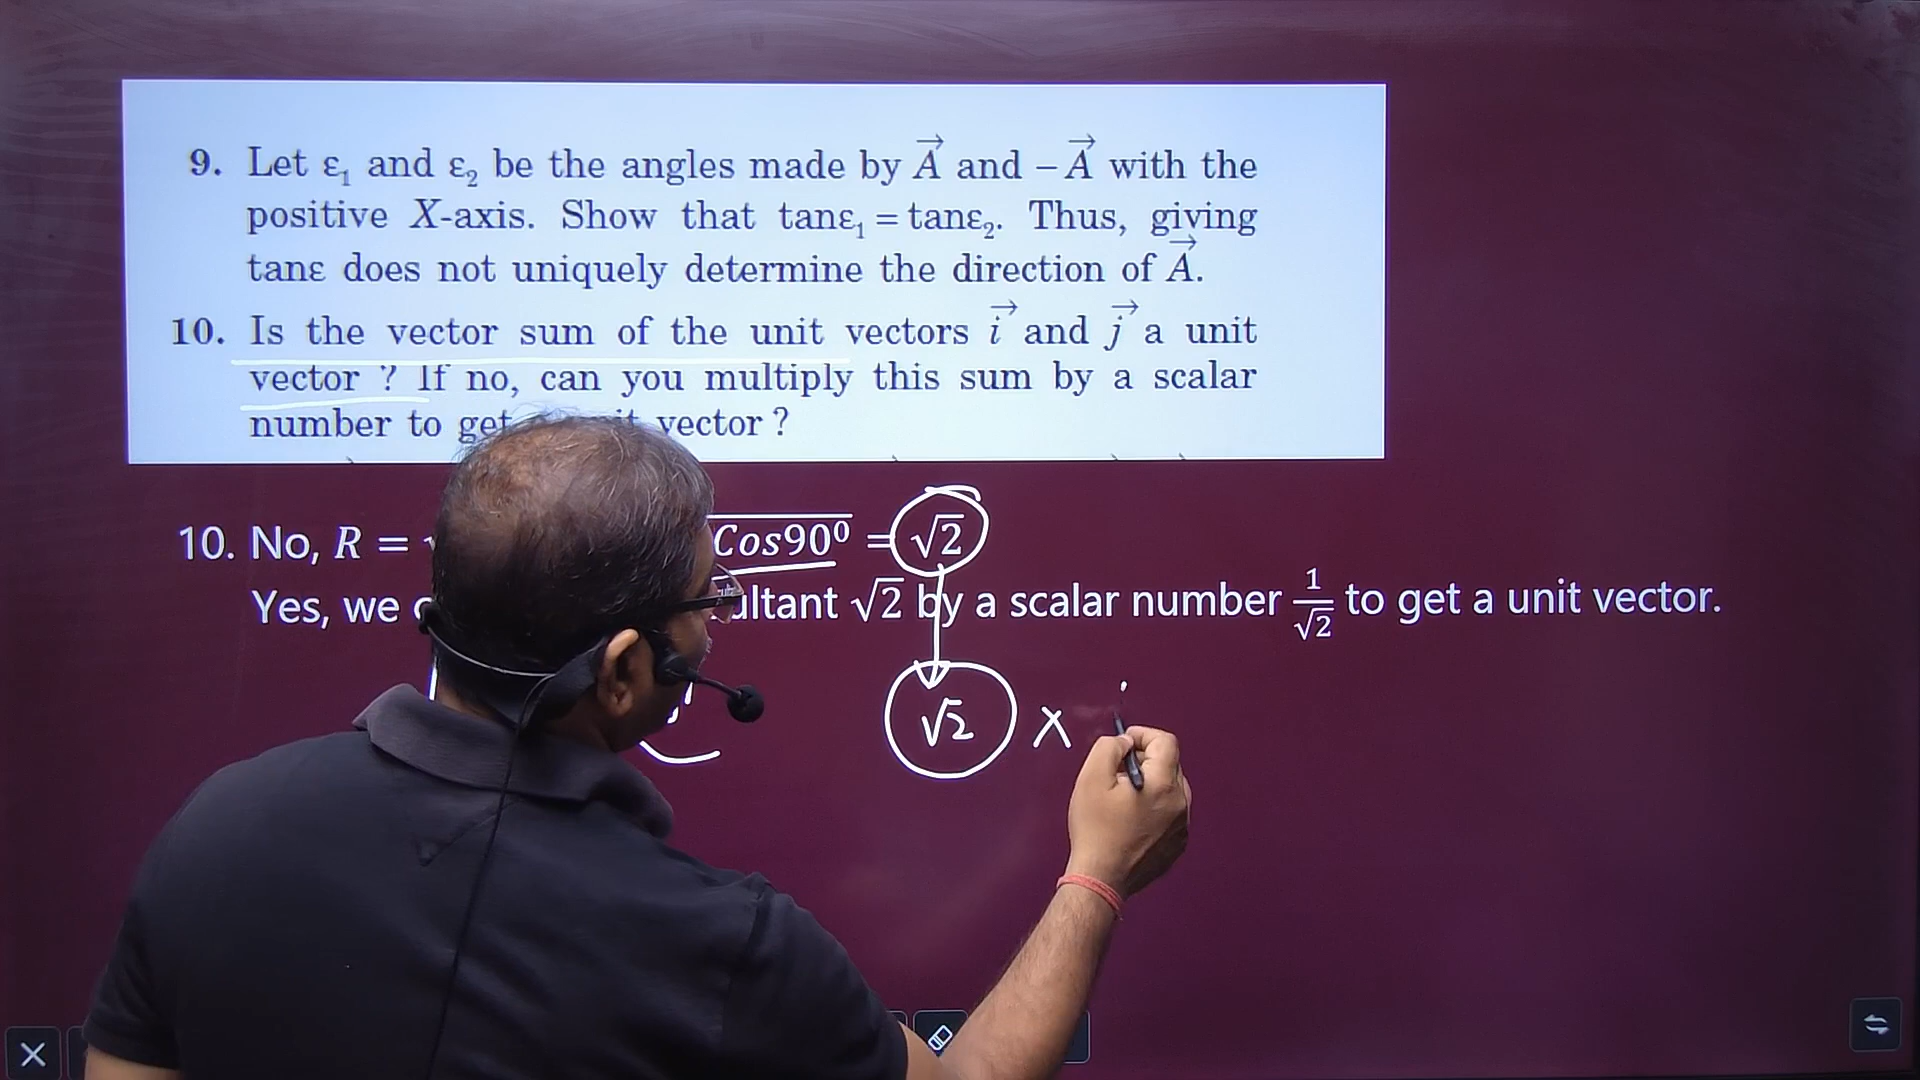 9. Let ε₁ and ε₂ be the angles made by A⃗ and – A⃗ with the
positive X-axis. Show that tanε₁ = tanε₂. Thus, giving
tanε does not uniquely determine the direction of A⃗.
10. Is the vector sum of the unit vectors i⃗ and j⃗ a unit
vector ? If no, can you multiply this sum by a scalar
number to get vector ?
10. No, R = Cos90⁰ = √2
Yes, we √2 by a scalar number 1/√2 to get a unit vector.
√2 ×